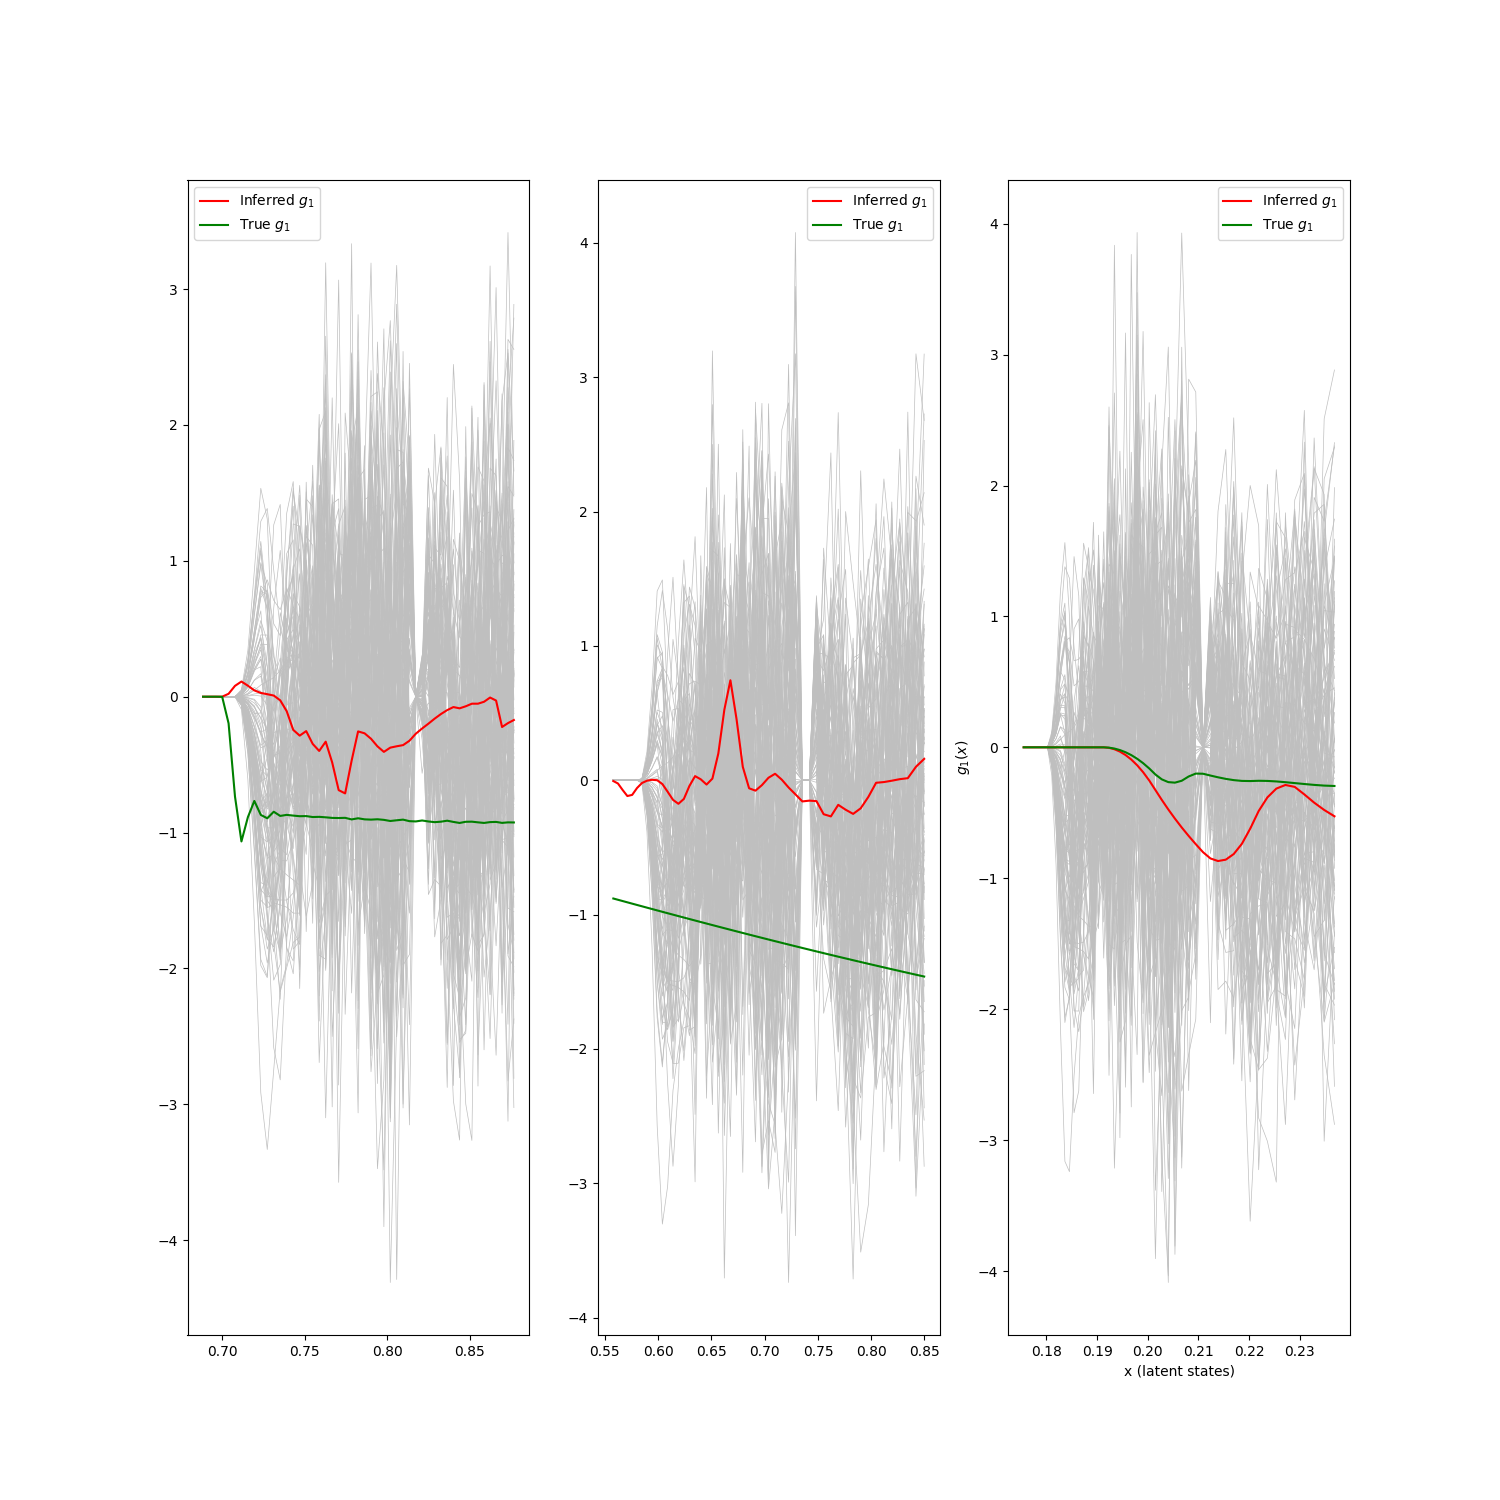 Inferred g₁
True g₁
3
2
1
0
−1
−2
−3
−4
0.70 0.75 0.80 0.85
Inferred g₁
True g₁
4
3
2
1
0
−1
−2
−3
−4
0.55 0.60 0.65 0.70 0.75 0.80 0.85
Inferred g₁
True g₁
g₁(x)
4
3
2
1
0
−1
−2
−3
−4
0.18 0.19 0.20 0.21 0.22 0.23
x (latent states)